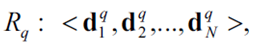 R_q : < d_1^q, d_2^q, ..., d_N^q >,